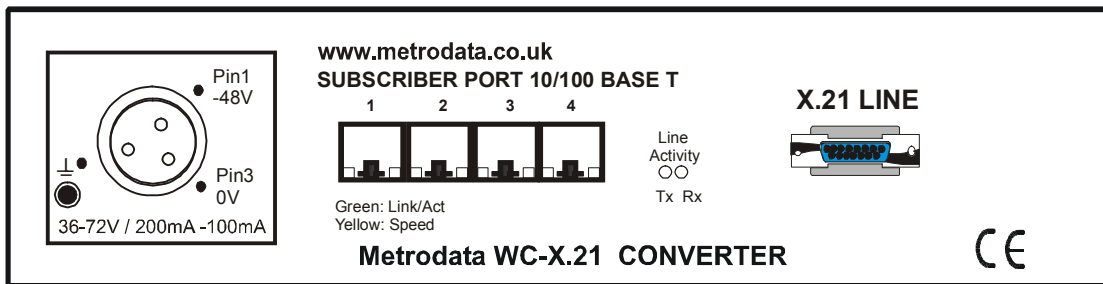 Pin1
-48V
Pin3
0V
36-72V / 200mA -100mA
www.metrodata.co.uk
SUBSCRIBER PORT 10/100 BASE T
1 2 3 4
Green: Link/Act
Yellow: Speed
Line
Activity
Tx Rx
X.21 LINE
Metrodata WC-X.21 CONVERTER
CE